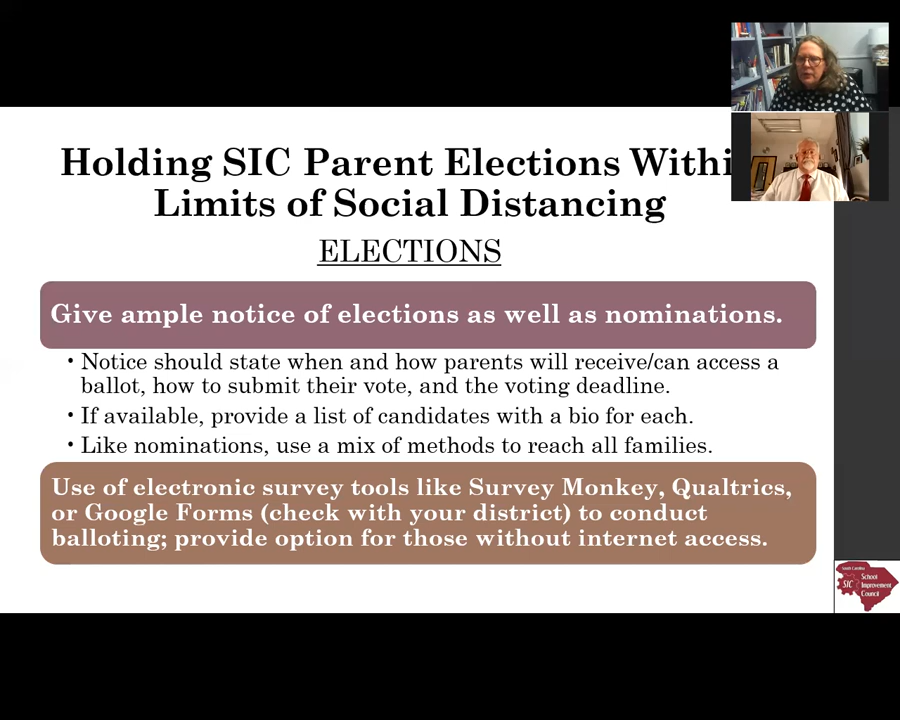 Holding SIC Parent Elections Withi
Limits of Social Distancing
ELECTIONS
Give ample notice of elections as well as nominations.
• Notice should state when and how parents will receive/can access a
ballot, how to submit their vote, and the voting deadline.
• If available, provide a list of candidates with a bio for each.
• Like nominations, use a mix of methods to reach all families.
Use of electronic survey tools like Survey Monkey, Qualtrics,
or Google Forms (check with your district) to conduct
balloting; provide option for those without internet access.
South Carolina
SIC
School
Improvement
Council